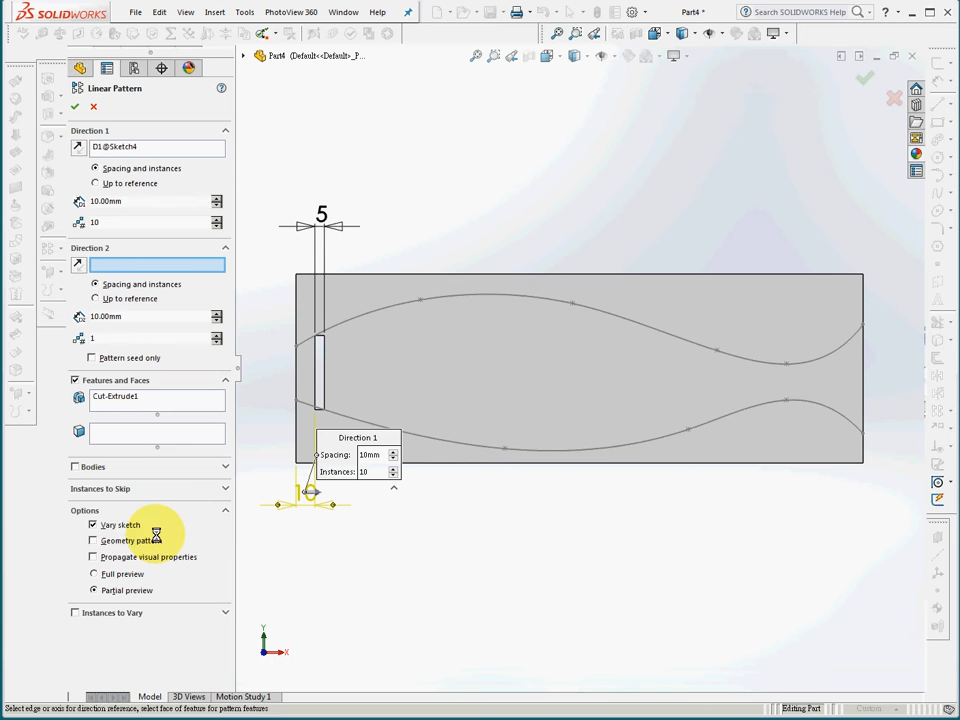 SOLIDWORKS File Edit View Insert Tools PhotoView 360 Window Help Part4 * Search SOLIDWORKS Help
Part4 (Default<<Default>_P...
Linear Pattern
Direction 1
D1@Sketch4
Spacing and instances
Up to reference
10.00mm
10
Direction 2
Spacing and instances
Up to reference
10.00mm
1
Pattern seed only
Features and Faces
Cut-Extrude1
Bodies
Instances to Skip
Options
Vary sketch
Geometry pattern
Propagate visual properties
Full preview
Partial preview
Instances to Vary
5
Direction 1
Spacing: 10mm
Instances: 10
10
Y
X
Model 3D Views Motion Study 1
Select edge or axis for direction reference, select face of feature for pattern features Editing Part Custom